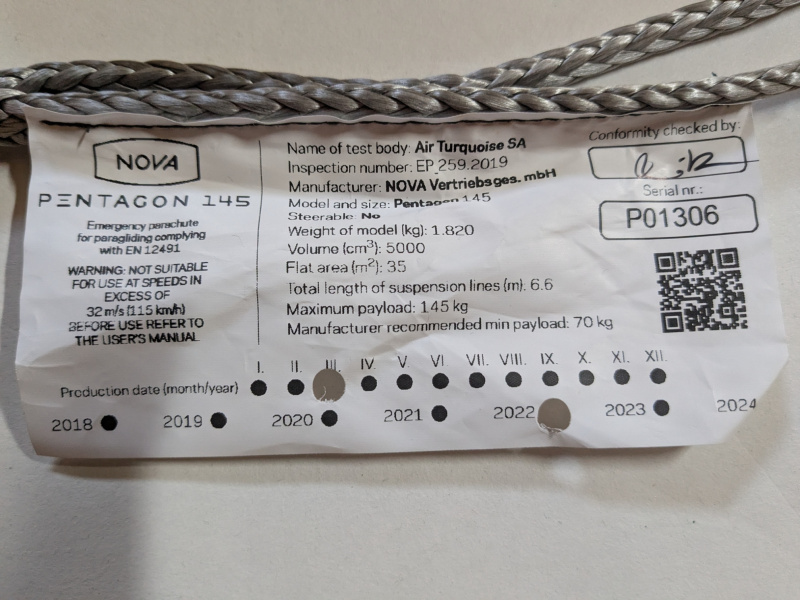 NOVA
PENTAGON 145
Emergency parachute
for paragliding complying
with EN 12491
WARNING: NOT SUITABLE
FOR USE AT SPEEDS IN
EXCESS OF
32 m/s (115 km/h)
BEFORE USE REFER TO
THE USER'S MANUAL
Name of test body: Air Turquoise SA
Inspection number: EP_259.2019
Manufacturer: NOVA Vertriebsges. mbH
Model and size: Pentagon 145
Steerable: No
Weight of model (kg): 1.820
Volume (cm³): 5000
Flat area (m²): 35
Total length of suspension lines (m): 6.6
Maximum payload: 145 kg
Manufacturer recommended min payload: 70 kg
Conformity checked by:
Serial nr.:
P01306
I. II. III. IV. V. VI VII. VIII. IX. X. XI. XII.
Production date (month/year)
2018 2019 2020 2021 2022 2023 2024